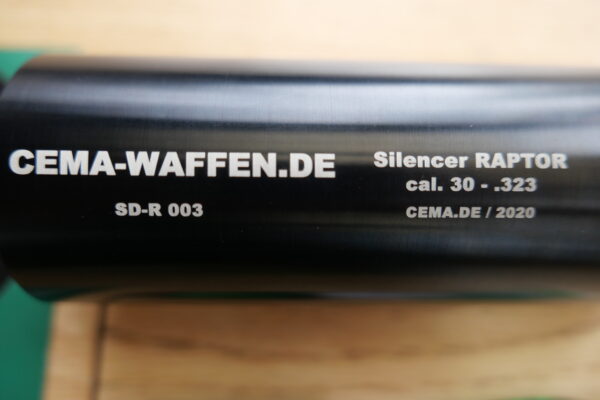 CEMA-WAFFEN.DE
SD-R 003
Silencer RAPTOR
cal. 30 - .323
CEMA.DE / 2020